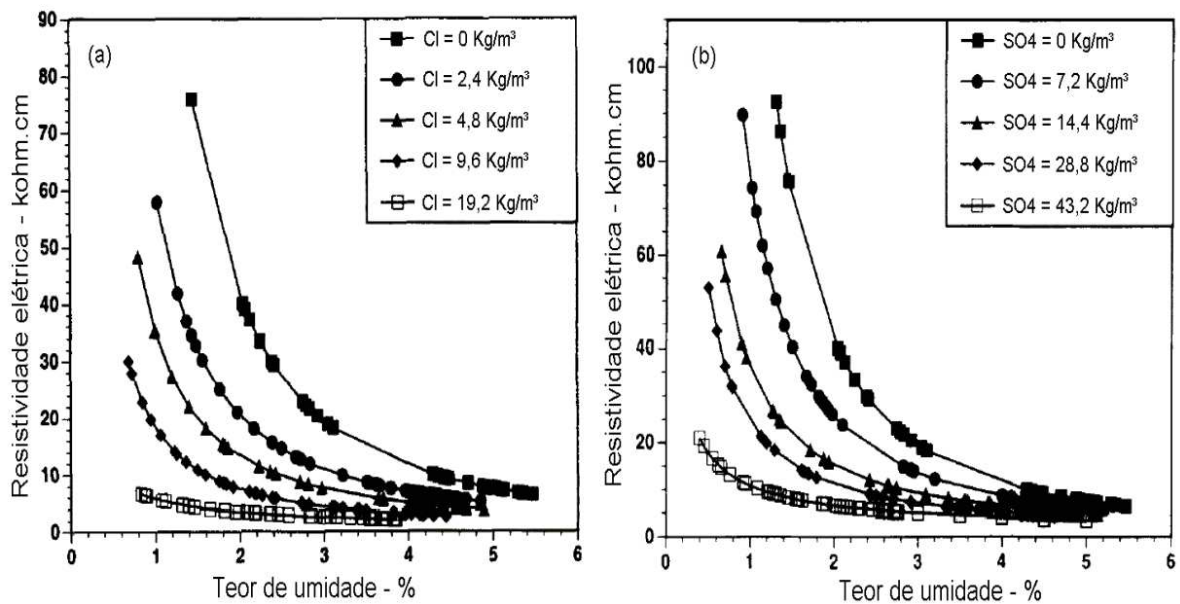 (a)
Cl = 0 Kg/m³
Cl = 2,4 Kg/m³
Cl = 4,8 Kg/m³
Cl = 9,6 Kg/m³
Cl = 19,2 Kg/m³
Resistividade elétrica - kohm.cm
90
80
70
60
50
40
30
20
10
0
0 1 2 3 4 5 6
Teor de umidade - %
(b)
SO4 = 0 Kg/m³
SO4 = 7,2 Kg/m³
SO4 = 14,4 Kg/m³
SO4 = 28,8 Kg/m³
SO4 = 43,2 Kg/m³
Resistividade elétrica - kohm.cm
100
80
60
40
20
0
0 1 2 3 4 5 6
Teor de umidade - %